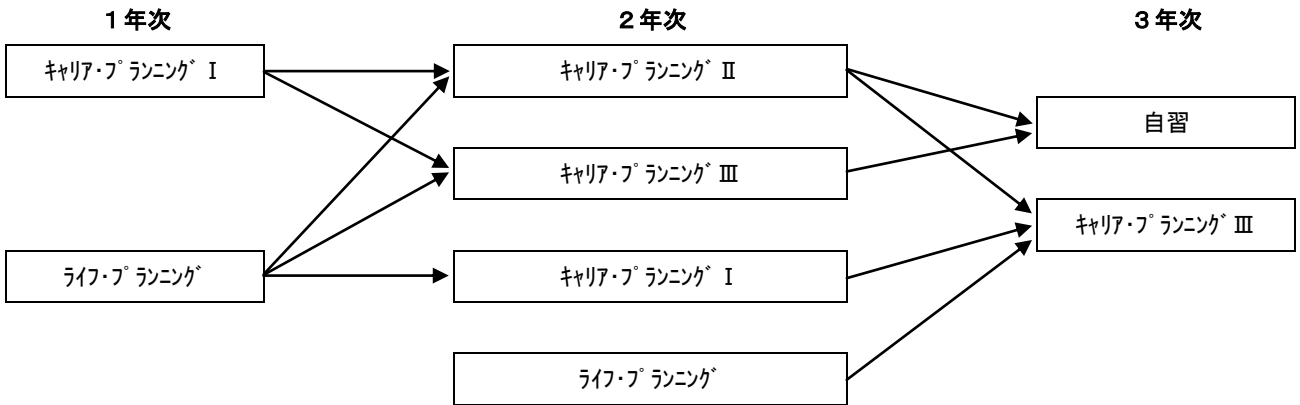 １年次
２年次
３年次
ｷｬﾘｱ･ﾌﾟﾗﾝﾆﾝｸﾞ Ⅰ
ｷｬﾘｱ･ﾌﾟﾗﾝﾆﾝｸﾞ Ⅱ
自習
ｷｬﾘｱ･ﾌﾟﾗﾝﾆﾝｸﾞ Ⅲ
ｷｬﾘｱ･ﾌﾟﾗﾝﾆﾝｸﾞ Ⅲ
ﾗｲﾌ･ﾌﾟﾗﾝﾆﾝｸﾞ
ｷｬﾘｱ･ﾌﾟﾗﾝﾆﾝｸﾞ Ⅰ
ﾗｲﾌ･ﾌﾟﾗﾝﾆﾝｸﾞ